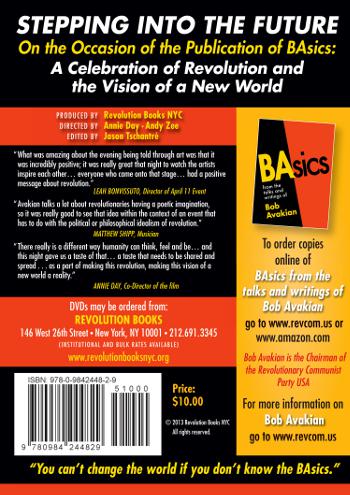 STEPPING INTO THE FUTURE
On the Occasion of the Publication of BAsics:
A Celebration of Revolution and
the Vision of a New World
PRODUCED BY Revolution Books NYC
DIRECTED BY Annie Day • Andy Zee
EDITED BY Jason Tschantré
"What was amazing about the evening being told through art was that it
was incredibly positive; it was really great that night to watch the artists
inspire each other… everyone who came onto that stage… had a positive
message about revolution."
LEAH BONVISSUTO, Director of April 11 Event
"Avakian talks a lot about revolutionaries having a poetic imagination,
so it was really good to see that idea within the context of an event that
has to do with the political or philosophical idealism of revolution."
MATTHEW SHIPP, Musician
"There really is a different way humanity can think, feel and be… and
this night gave us a taste of that… a taste that needs to be shared and
spread . . . as a part of making this revolution, making this vision of a
new world a reality."
ANNIE DAY, Co-Director of the film
DVDs may be ordered from:
REVOLUTION BOOKS
146 West 26th Street • New York, NY 10001 • 212.691.3345
(INSTITUTIONAL AND BULK RATES AVAILABLE)
www.revolutionbooksnyc.org
BAsics
From the
talks and
writings of
Bob Avakian
To order copies
online of
BAsics from the
talks and writings of
Bob Avakian
go to www.revcom.us or
www.amazon.com
Bob Avakian is the Chairman of
the Revolutionary Communist
Party USA
For more information on
Bob Avakian
go to www.revcom.us
ISBN 978-0-9842448-2-9
51000
9 780984 244829
Price:
$10.00
© 2013 Revolution Books NYC
All rights reserved.
"You can't change the world if you don't know the BAsics."